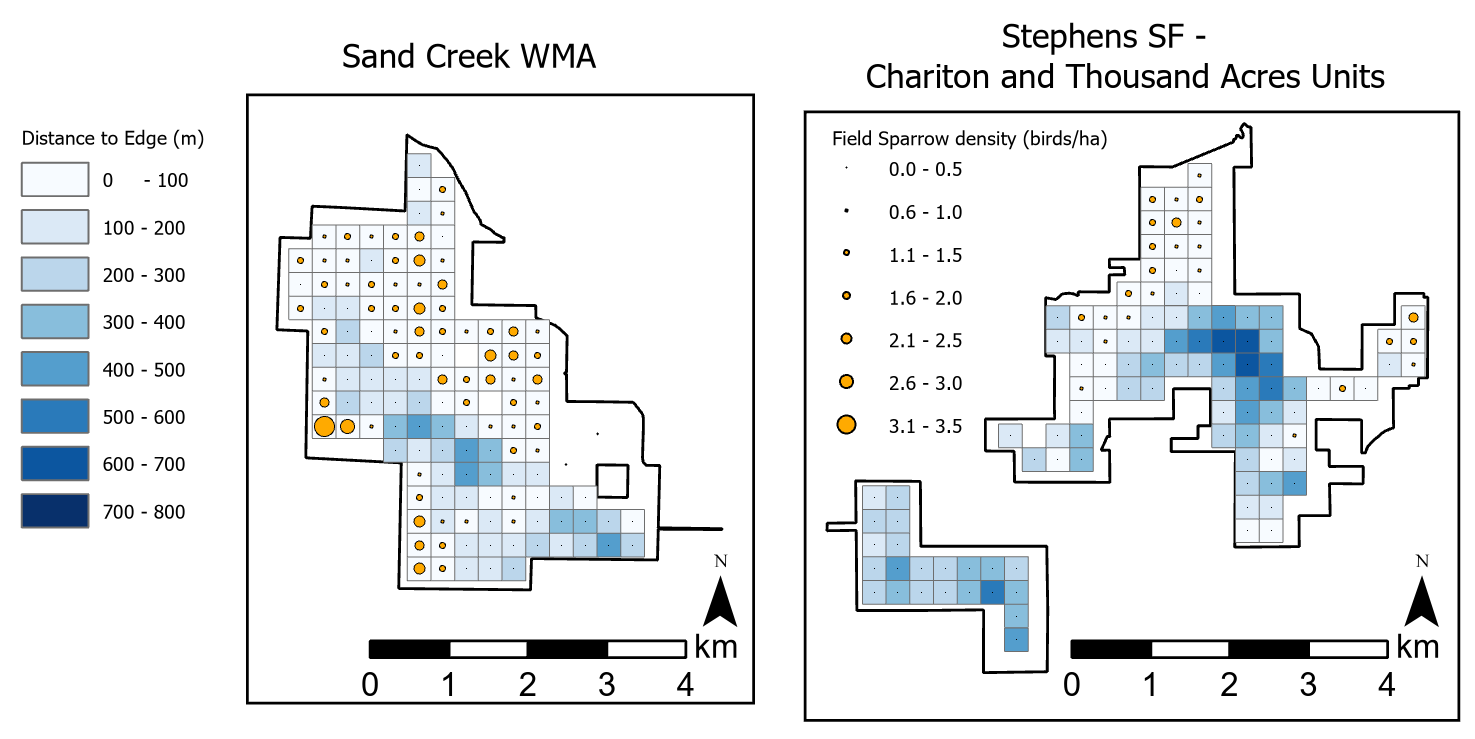 Sand Creek WMA
Stephens SF -
Chariton and Thousand Acres Units
Distance to Edge (m)
0 - 100
100 - 200
200 - 300
300 - 400
400 - 500
500 - 600
600 - 700
700 - 800
N
km
0 1 2 3 4
Field Sparrow density (birds/ha)
0.0 - 0.5
0.6 - 1.0
1.1 - 1.5
1.6 - 2.0
2.1 - 2.5
2.6 - 3.0
3.1 - 3.5
N
km
0 1 2 3 4